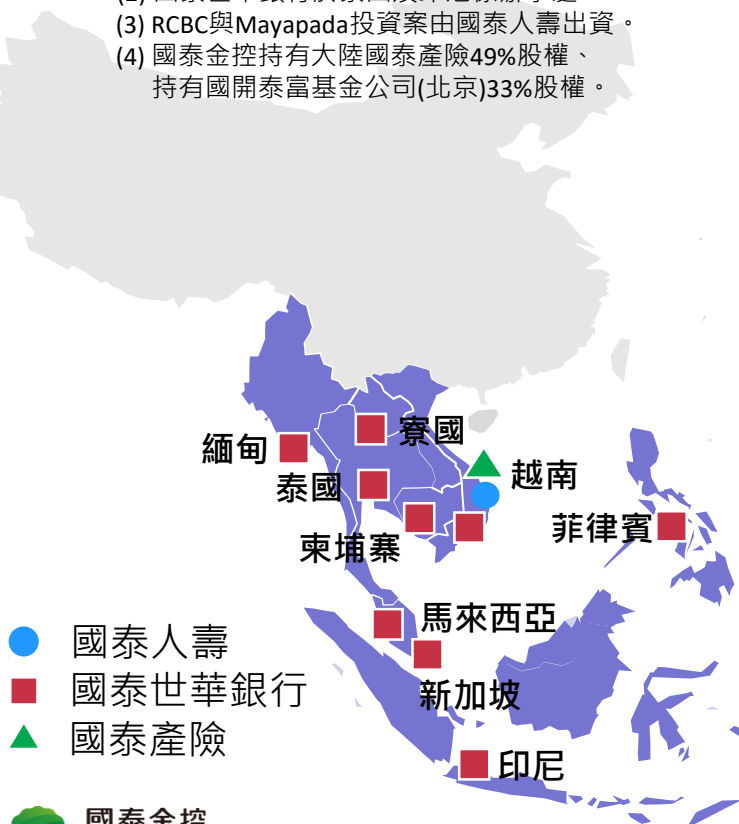 (3) RCBC與Mayapada投資案由國泰人壽出資。
(4) 國泰金控持有大陸國泰產險49%股權、
持有國開泰富基金公司(北京)33%股權。
緬甸
寮國
泰國
越南
柬埔寨
菲律賓
馬來西亞
新加坡
印尼
國泰人壽
國泰世華銀行
國泰產險
國泰金控